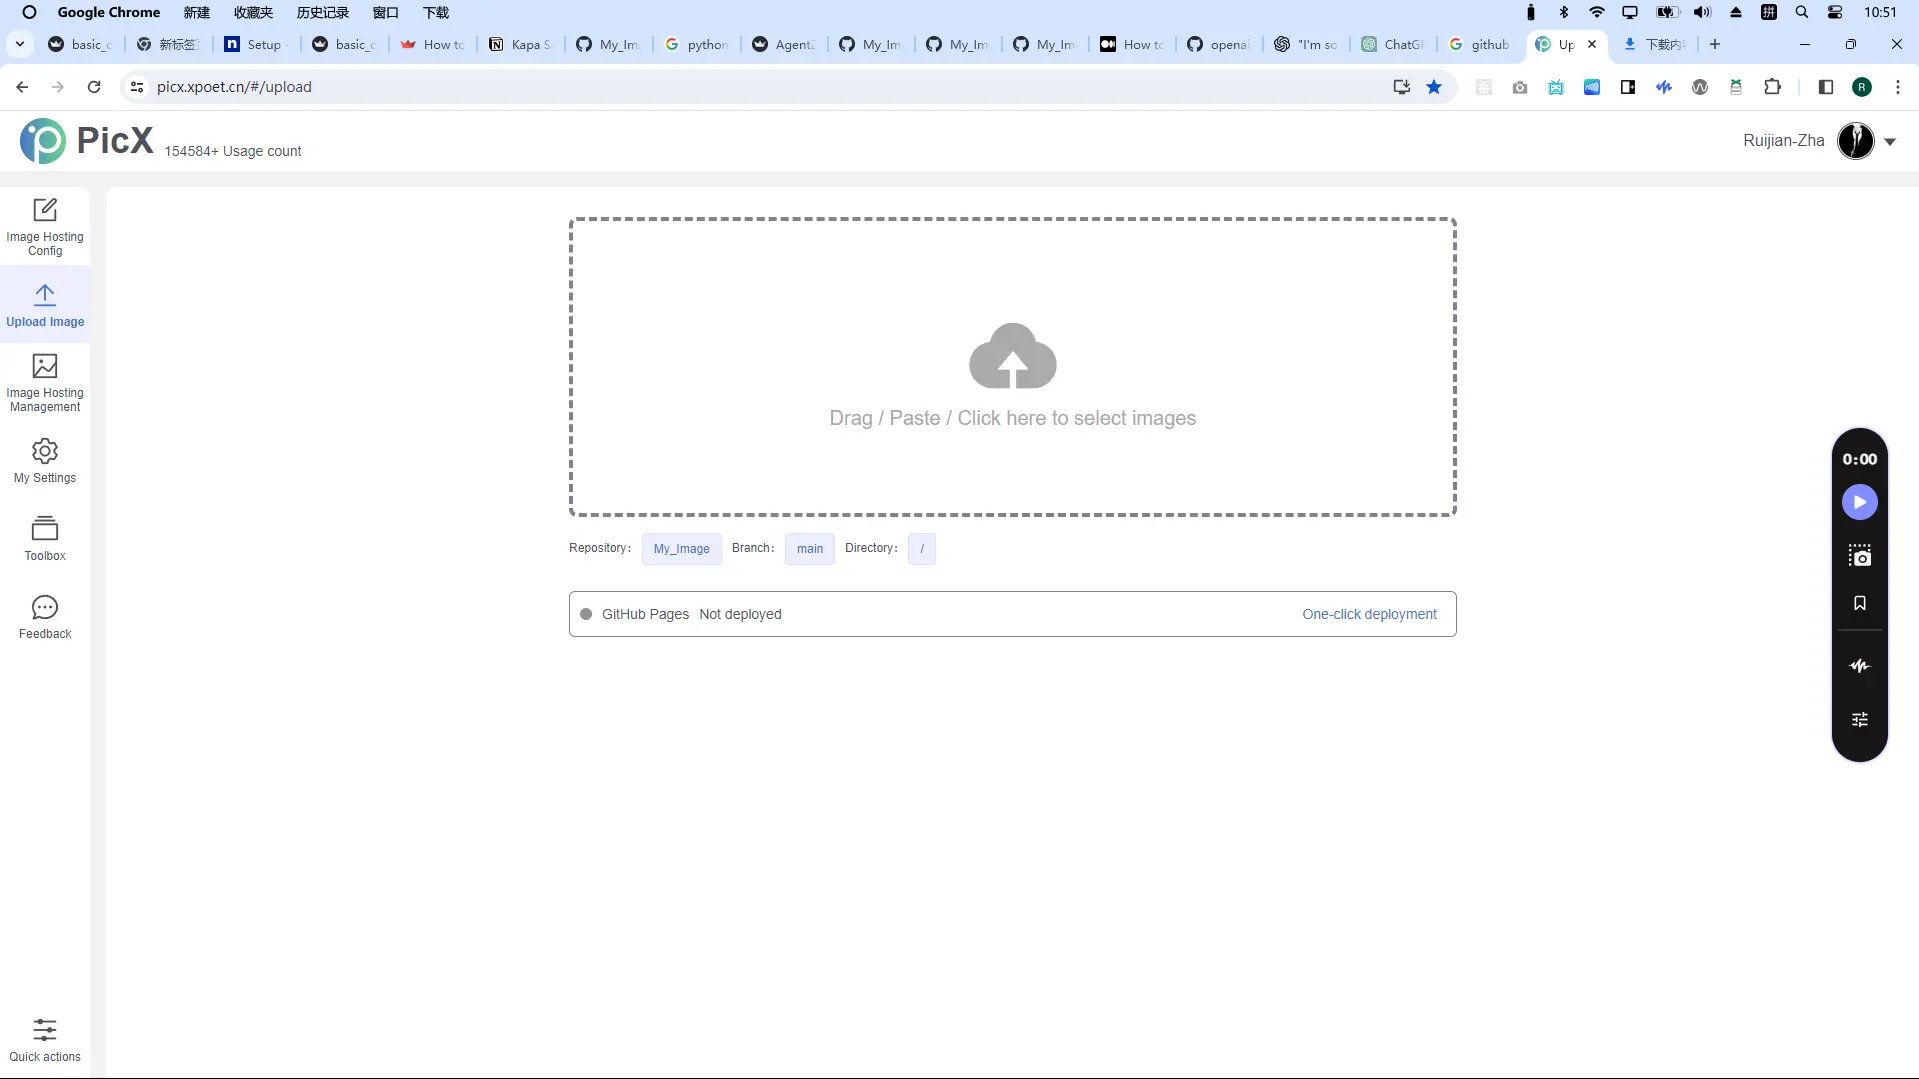 Google Chrome 新建 收藏夹 历史记录 窗口 下载 拼 10:51
basic_c 新标签 Setup basic_c How to Kapa S My_Im python Agent My_Im My_Im My_Im How to openai "I'm so ChatG github Up 下载内
picx.xpoet.cn/#/upload R
PicX 154584+ Usage count Ruijian-Zha
Image Hosting
Config
Upload Image
Image Hosting
Management
My Settings
Toolbox
Feedback
Quick actions
Drag / Paste / Click here to select images
Repository: My_Image Branch: main Directory: /
GitHub Pages Not deployed One-click deployment
0:00